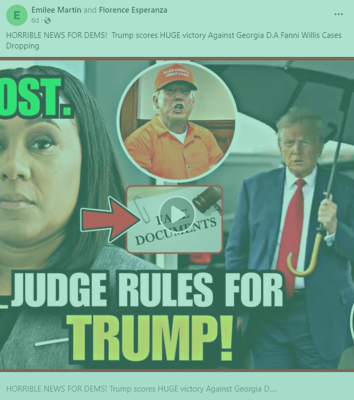 E
Emilee Martin and Florence Esperanza
6d
HORRIBLE NEWS FOR DEMS! Trump scores HUGE victory Against Georgia D.A Fanni Willis Cases
Dropping
OST.
FAKE
DOCUMENTS
JUDGE RULES FOR
TRUMP!
HORRIBLE NEWS FOR DEMS! Trump scores HUGE victory Against Georgia D....